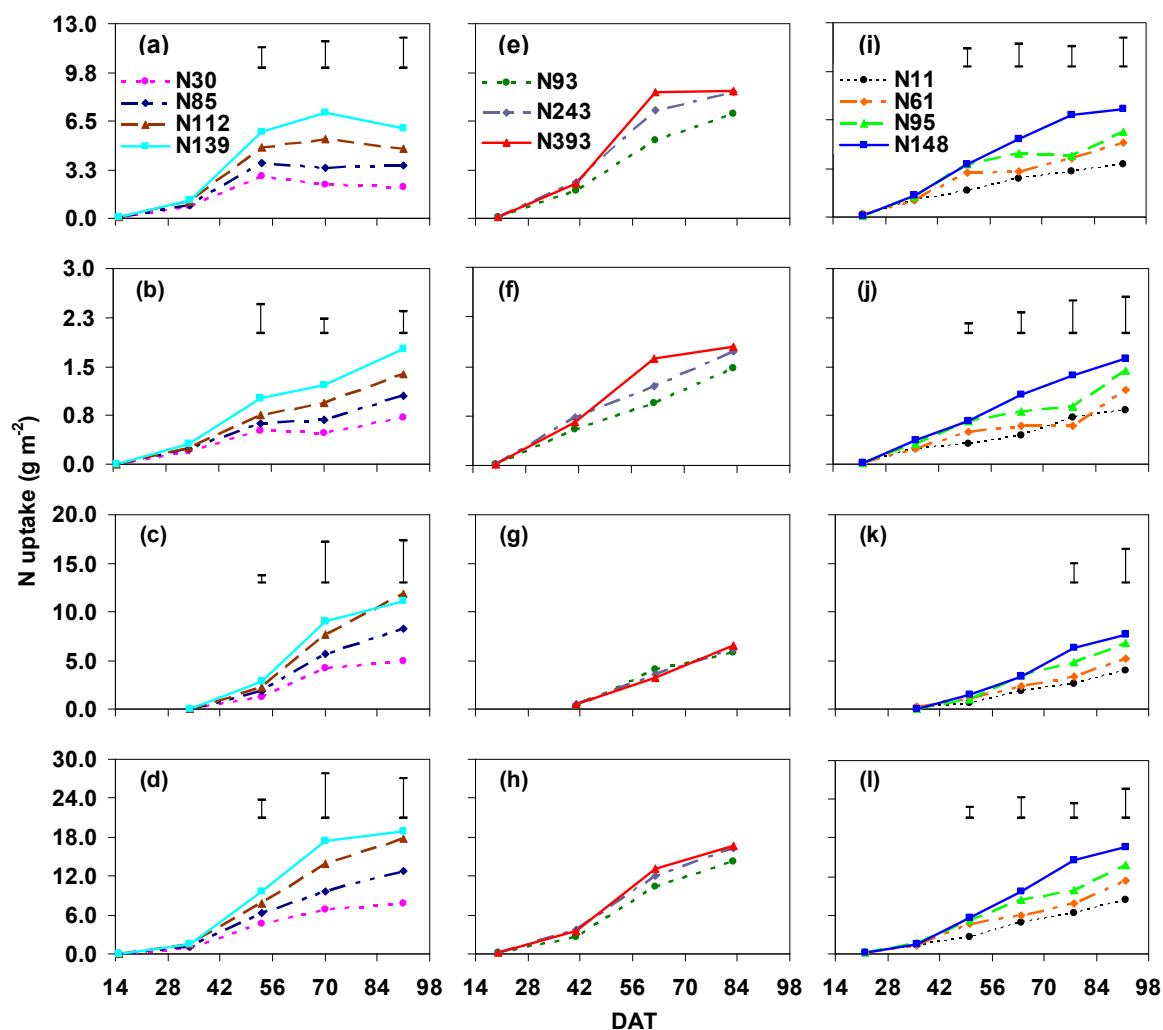 13.0
9.8
6.5
3.3
0.0
(a)
N30
N85
N112
N139
(e)
N93
N243
N393
(i)
N11
N61
N95
N148
3.0
2.3
1.5
0.8
0.0
(b)
(f)
(j)
N uptake (g m-2)
20.0
15.0
10.0
5.0
0.0
(c)
(g)
(k)
30.0
24.0
18.0
12.0
6.0
0.0
(d)
(h)
(l)
14 28 42 56 70 84 98
14 28 42 56 70 84 98
14 28 42 56 70 84 98
DAT